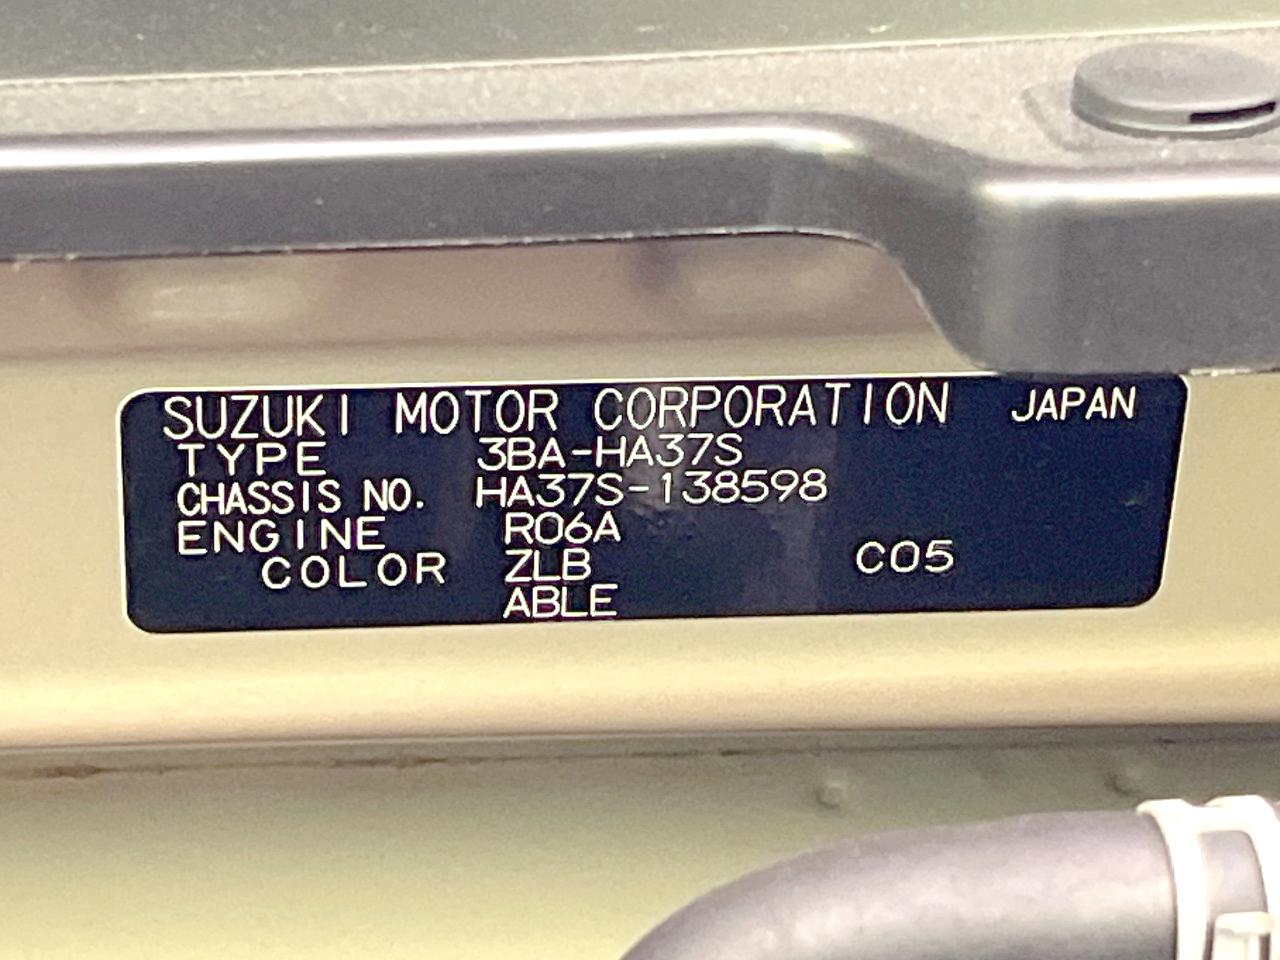 SUZUKI MOTOR CORPORATION JAPAN
TYPE 3BA-HA37S
CHASSIS NO. HA37S-138598
ENGINE R06A
COLOR ZLB C05
ABLE